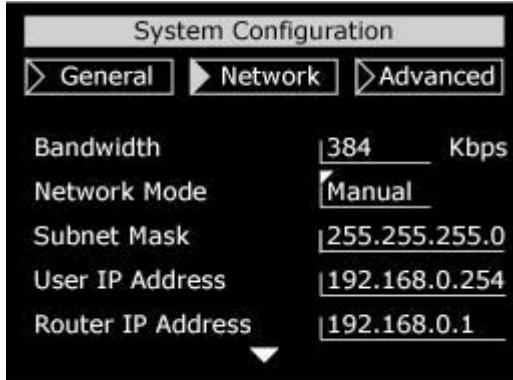 System Configuration
General Network Advanced
Bandwidth 384 Kbps
Network Mode Manual
Subnet Mask 255.255.255.0
User IP Address 192.168.0.254
Router IP Address 192.168.0.1